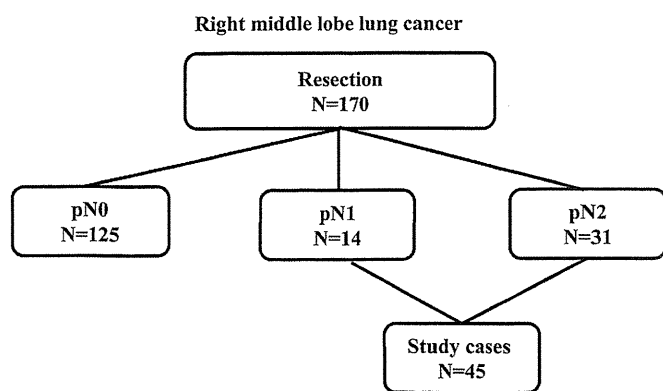 Right middle lobe lung cancer
Resection
N=170
pN0
N=125
pN1
N=14
pN2
N=31
Study cases
N=45